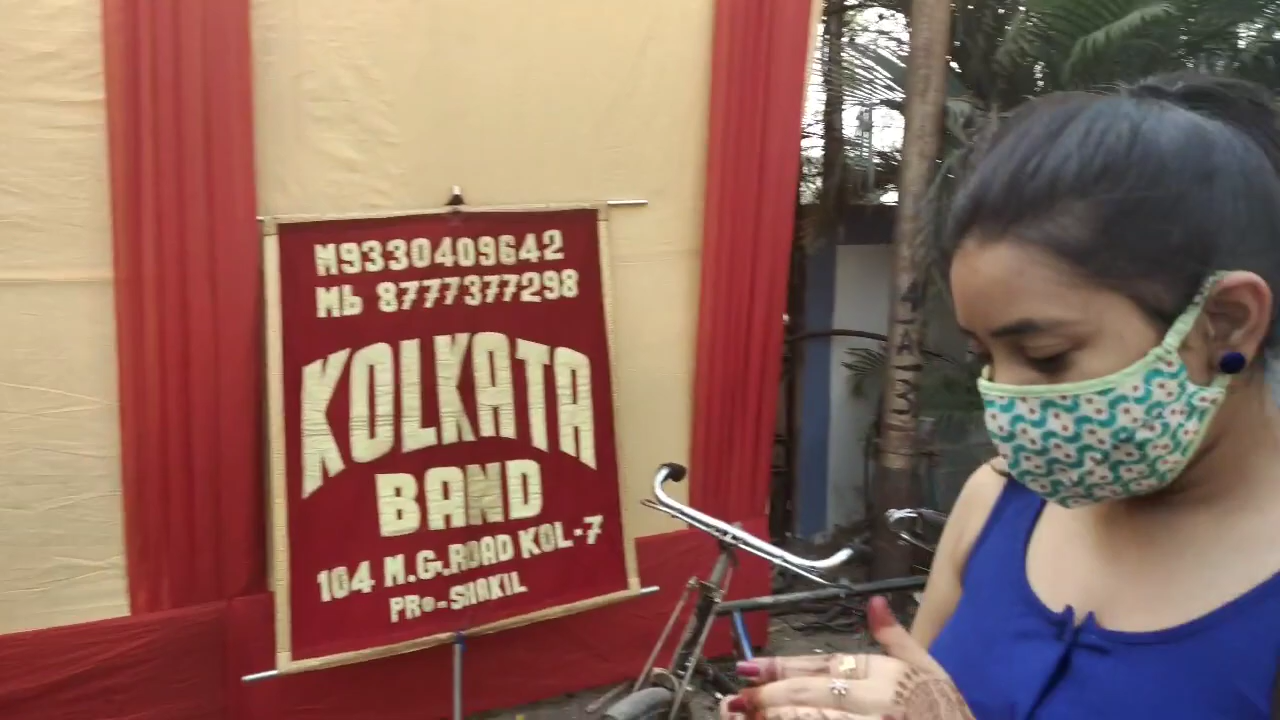 M9330409642
Mb 8777377298
KOLKATA
BAND
104 M.G.ROAD KOL-7
PRO-SHAKIL